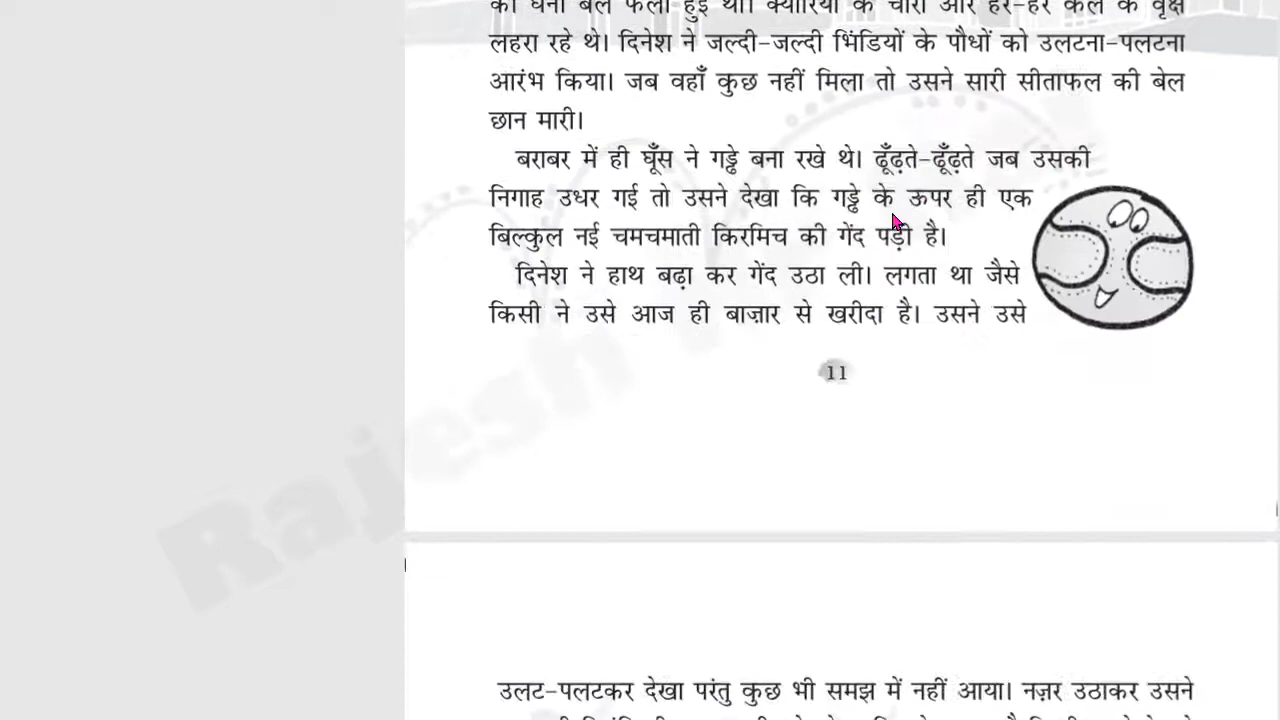 की घनी बेल फैली हुई थी। क्यारियों के चारों ओर हरे-हरे केले के वृक्ष
लहरा रहे थे। दिनेश ने जल्दी-जल्दी भिंडियों के पौधों को उलटना-पलटना
आरंभ किया। जब वहाँ कुछ नहीं मिला तो उसने सारी सीताफल की बेल
छान मारी।
बराबर में ही घूँस ने गड्ढे बना रखे थे। ढूँढ़ते-ढूँढ़ते जब उसकी
निगाह उधर गई तो उसने देखा कि गड्ढे के ऊपर ही एक
बिल्कुल नई चमचमाती किरमिच की गेंद पड़ी है।
दिनेश ने हाथ बढ़ा कर गेंद उठा ली। लगता था जैसे
किसी ने उसे आज ही बाज़ार से खरीदा है। उसने उसे
11
Rajesh
उलट-पलटकर देखा परंतु कुछ भी समझ में नहीं आया। नज़र उठाकर उसने